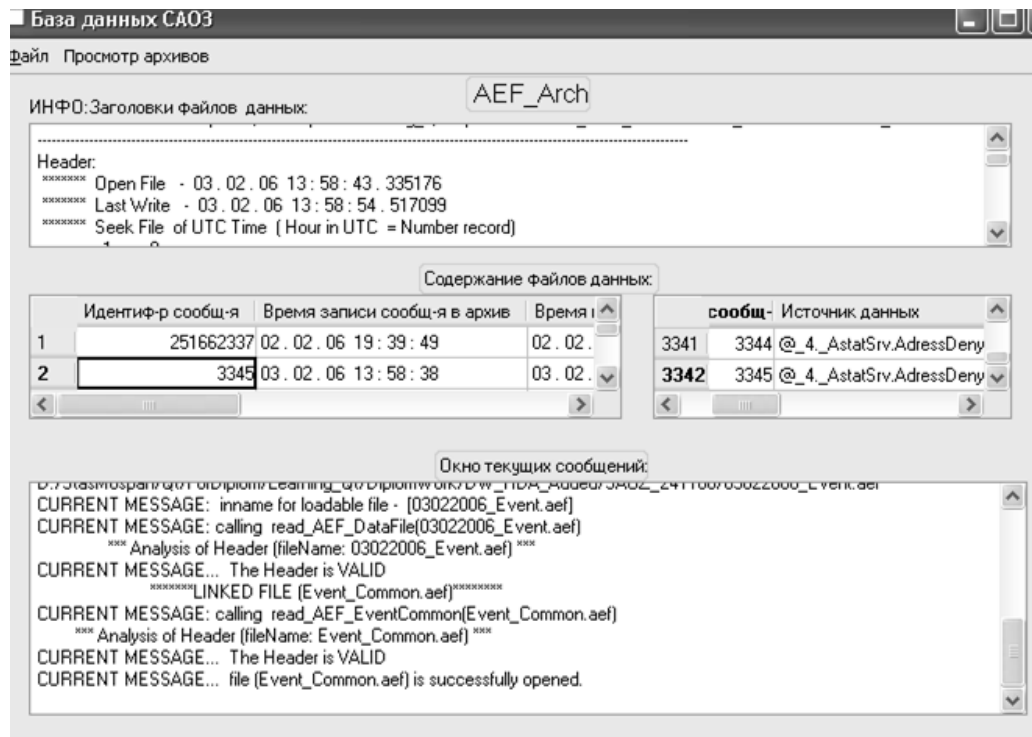 База данных САОЗ
Файл Просмотр архивов
AEF_Arch
ИНФО:Заголовки файлов данных:
Header:
******* Open File - 03 . 02 . 06 13 : 58 : 43 . 335176
******* Last Write - 03 . 02 . 06 13 : 58 : 54 . 517099
******* Seek File of UTC Time ( Hour in UTC = Number record)
Содержание файлов данных:
Идентиф-р сообщ-я Время записи сообщ-я в архив Время
сообщ- Источник данных
1 251662337 02 . 02 . 06 19 : 39 : 49 02 . 02 .
3341 3344 @_4._AstatSrv.AdressDeny
2 3345 03 . 02 . 06 13 : 58 : 38 03 . 02 .
3342 3345 @_4._AstatSrv.AdressDeny
Окно текущих сообщений:
CURRENT MESSAGE: inname for loadable file - [03022006_Event.aef]
CURRENT MESSAGE: calling read_AEF_DataFile(03022006_Event.aef)
*** Analysis of Header (fileName: 03022006_Event.aef) ***
CURRENT MESSAGE... The Header is VALID
*******LINKED FILE (Event_Common.aef)********
CURRENT MESSAGE: calling read_AEF_EventCommon(Event_Common.aef)
*** Analysis of Header (fileName: Event_Common.aef) ***
CURRENT MESSAGE... The Header is VALID
CURRENT MESSAGE... file (Event_Common.aef) is successfully opened.